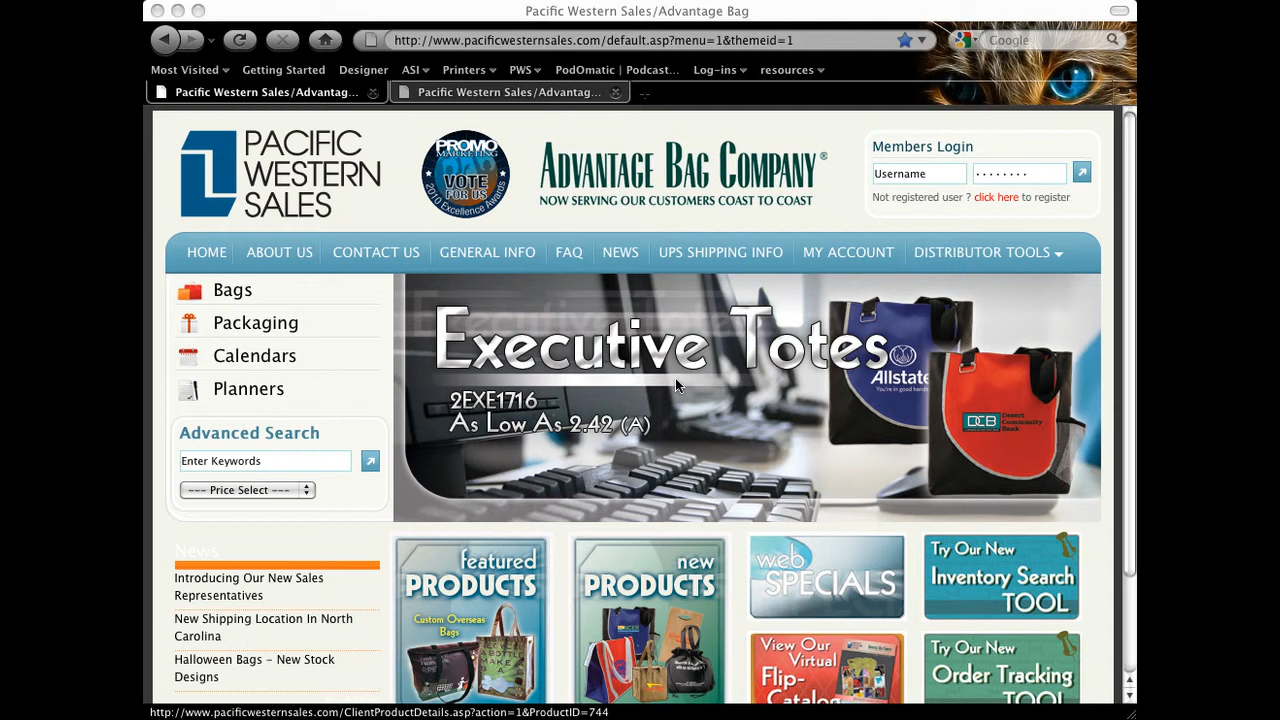 Pacific Western Sales/Advantage Bag
http://www.pacificwesternsales.com/default.asp?menu=1&themeid=1
Google
Most Visited Getting Started Designer ASI Printers PWS PodOmatic | Podcast... Log-ins resources
Pacific Western Sales/Advantag... Pacific Western Sales/Advantag...
PACIFIC
WESTERN
SALES
PROMO
MARKETING
VOTE
FOR US
2010 Excellence Awards
ADVANTAGE BAG COMPANY®
NOW SERVING OUR CUSTOMERS COAST TO COAST
Members Login
Username
Not registered user ? click here to register
HOME ABOUT US CONTACT US GENERAL INFO FAQ NEWS UPS SHIPPING INFO MY ACCOUNT DISTRIBUTOR TOOLS
Bags
Packaging
Calendars
Planners
Advanced Search
Enter Keywords
--- Price Select ---
Executive Totes
2EXE1716
As Low As 2.42 (A)
Allstate
You're in good hands
DCB Desert
Community
Bank
News
Introducing Our New Sales
Representatives
New Shipping Location In North
Carolina
Halloween Bags - New Stock
Designs
featured
PRODUCTS
Custom Overseas
Bags
new
PRODUCTS
web
SPECIALS
Try Our New
Inventory Search
TOOL
View Our
Virtual
Flip-
Catalog
Try Our New
Order Tracking
TOOL
http://www.pacificwesternsales.com/ClientProductDetails.asp?action=1&ProductID=744